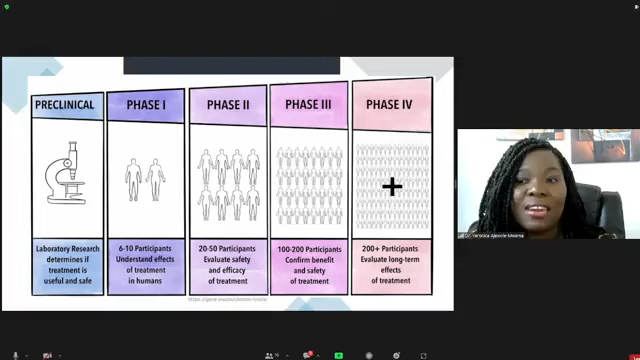 PRECLINICAL
PHASE I
PHASE II
PHASE III
PHASE IV
Laboratory Research
determines if
treatment is
useful and safe
6-10 Participants
Understand effects
of treatment
in humans
20-50 Participants
Evaluate safety
and efficacy
of treatment
100-200 Participants
Confirm benefit
and safety
of treatment
200+ Participants
Evaluate long-term
effects
of treatment